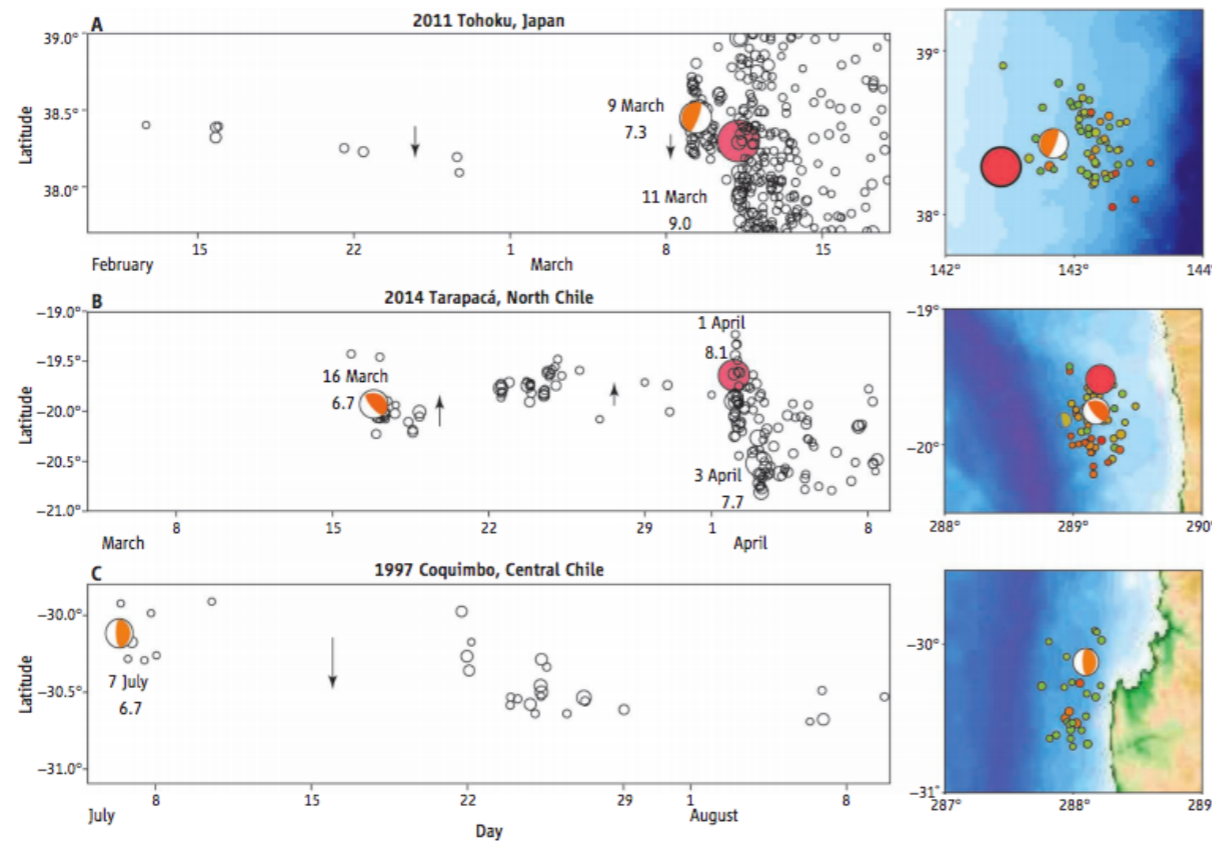 A
2011 Tohoku, Japan
39.0°
38.5°
38.0°
Latitude
9 March
7.3
11 March
9.0
15
22
1
8
15
February
March
39°
38°
142°
143°
144°
B
2014 Tarapacá, North Chile
–19.0°
–19.5°
–20.0°
–20.5°
–21.0°
Latitude
16 March
6.7
1 April
8.1
3 April
7.7
8
15
22
29
1
8
March
April
–19°
–20°
288°
289°
290°
C
1997 Coquimbo, Central Chile
–30.0°
–30.5°
–31.0°
Latitude
7 July
6.7
8
15
22
29
1
8
July
August
Day
–30°
–31°
287°
288°
289